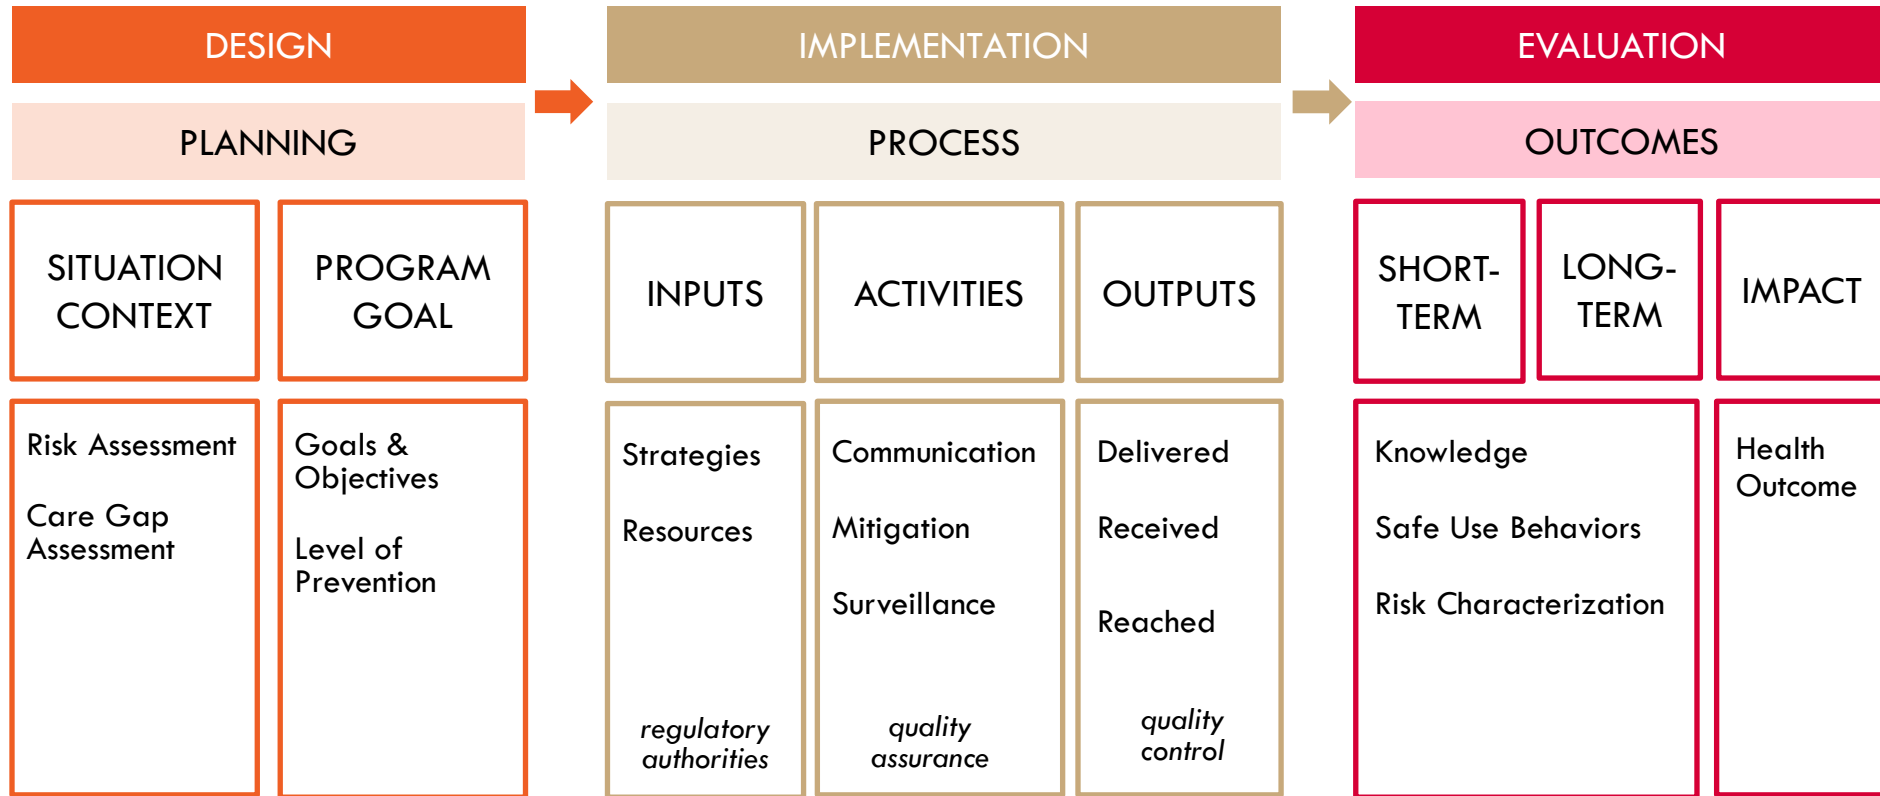 DESIGN
PLANNING
SITUATION
CONTEXT
PROGRAM
GOAL
Risk Assessment
Care Gap
Assessment
Goals &
Objectives
Level of
Prevention
IMPLEMENTATION
PROCESS
INPUTS
ACTIVITIES
OUTPUTS
Strategies
Resources
regulatory
authorities
Communication
Mitigation
Surveillance
quality
assurance
Delivered
Received
Reached
quality
control
EVALUATION
OUTCOMES
SHORT-
TERM
LONG-
TERM
IMPACT
Knowledge
Safe Use Behaviors
Risk Characterization
Health
Outcome